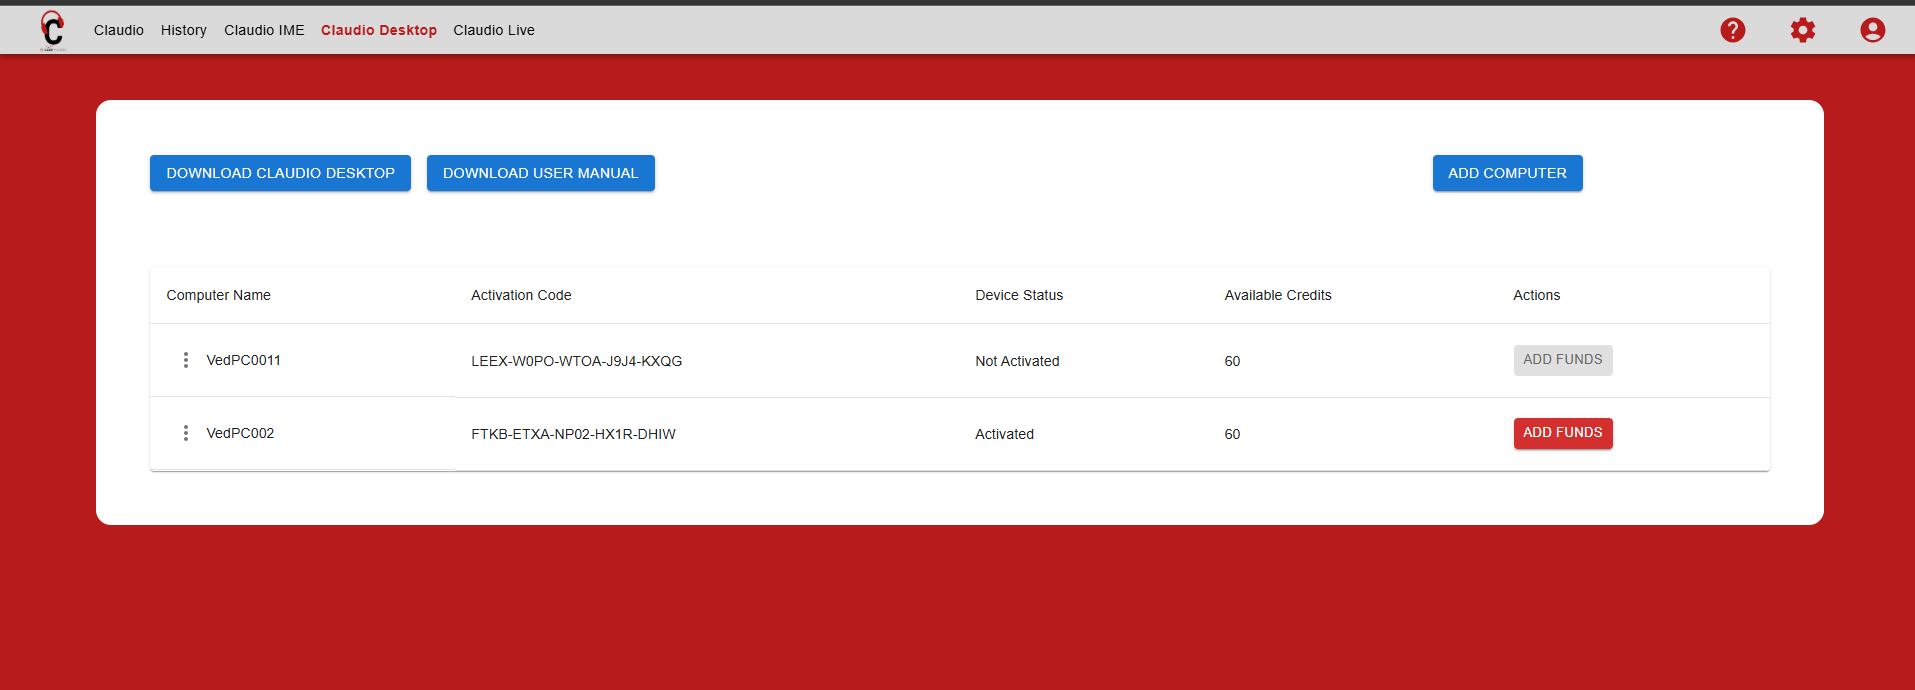 Claudio History Claudio IME Claudio Desktop Claudio Live
DOWNLOAD CLAUDIO DESKTOP DOWNLOAD USER MANUAL ADD COMPUTER
Computer Name Activation Code Device Status Available Credits Actions
VedPC0011 LEEX-W0PO-WTOA-J9J4-KXQG Not Activated 60 ADD FUNDS
VedPC002 FTKB-ETXA-NP02-HX1R-DHIW Activated 60 ADD FUNDS